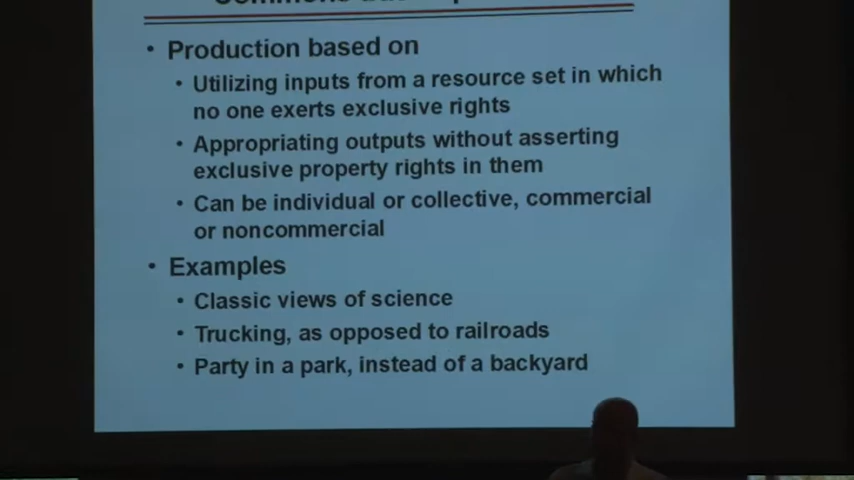 • Production based on
• Utilizing inputs from a resource set in which
no one exerts exclusive rights
• Appropriating outputs without asserting
exclusive property rights in them
• Can be individual or collective, commercial
or noncommercial
• Examples
• Classic views of science
• Trucking, as opposed to railroads
• Party in a park, instead of a backyard